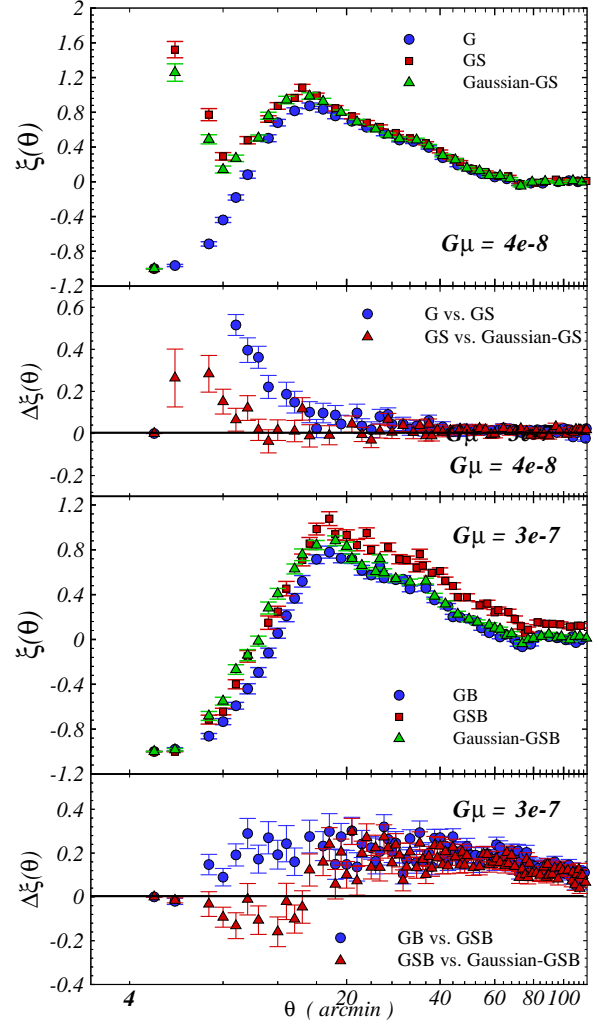 1.6
1.2
0.8
0.4
0
-0.4
-0.8
-1.2
ξ(θ)
G
GS
Gaussian-GS
Gμ = 4e-8
0.6
0.4
0.2
0
-0.2
Δξ(θ)
G vs. GS
GS vs. Gaussian-GS
Gμ = 4e-8
1.2
0.8
0.4
0
-0.4
-0.8
-1.2
ξ(θ)
Gμ = 3e-7
GB
GSB
Gaussian-GSB
0.4
0.2
0
-0.2
-0.4
Δξ(θ)
Gμ = 3e-7
GB vs. GSB
GSB vs. Gaussian-GSB
4 20 40 60 80 100
θ ( arcmin )